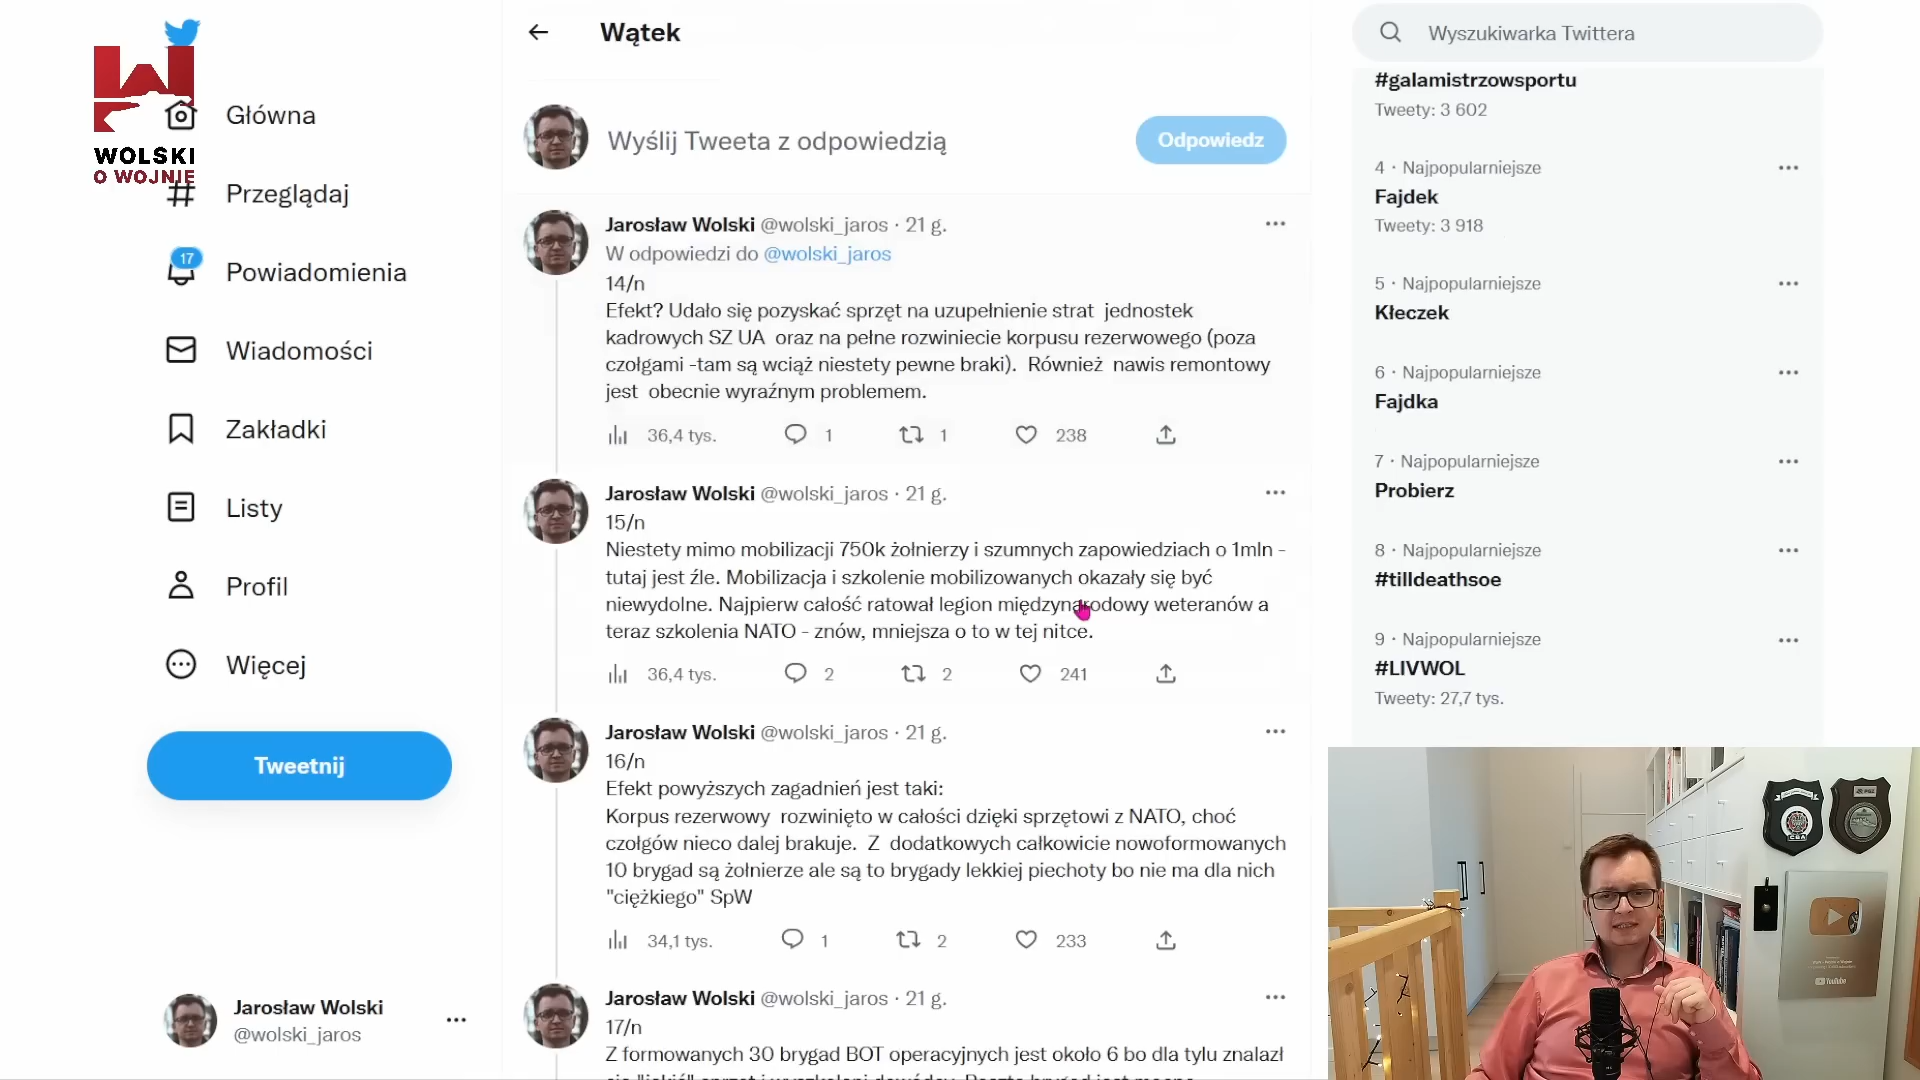 WOLSKI
O WOJNIE
Główna
Przeglądaj
17
Powiadomienia
Wiadomości
Zakładki
Listy
Profil
Więcej
Tweetnij
Jarosław Wolski
@wolski_jaros
Wątek
Wyślij Tweeta z odpowiedzią
Odpowiedz
Jarosław Wolski @wolski_jaros · 21 g.
W odpowiedzi do @wolski_jaros
14/n
Efekt? Udało się pozyskać sprzęt na uzupełnienie strat jednostek
kadrowych SZ UA oraz na pełne rozwiniecie korpusu rezerwowego (poza
czołgami -tam są wciąż niestety pewne braki). Również nawis remontowy
jest obecnie wyraźnym problemem.
36,4 tys. 1 1 238
Jarosław Wolski @wolski_jaros · 21 g.
15/n
Niestety mimo mobilizacji 750k żołnierzy i szumnych zapowiedziach o 1mln -
tutaj jest źle. Mobilizacja i szkolenie mobilizowanych okazały się być
niewydolne. Najpierw całość ratował legion międzynarodowy weteranów a
teraz szkolenia NATO - znów, mniejsza o to w tej nitce.
36,4 tys. 2 2 241
Jarosław Wolski @wolski_jaros · 21 g.
16/n
Efekt powyższych zagadnień jest taki:
Korpus rezerwowy rozwinięto w całości dzięki sprzętowi z NATO, choć
czołgów nieco dalej brakuje. Z dodatkowych całkowicie nowoformowanych
10 brygad są żołnierze ale są to brygady lekkiej piechoty bo nie ma dla nich
"ciężkiego" SpW
34,1 tys. 1 2 233
Jarosław Wolski @wolski_jaros · 21 g.
17/n
Z formowanych 30 brygad BOT operacyjnych jest około 6 bo dla tylu znalazł
Wyszukiwarka Twittera
#galamistrzowsportu
Tweety: 3 602
4 · Najpopularniejsze
Fajdek
Tweety: 3 918
5 · Najpopularniejsze
Kłeczek
6 · Najpopularniejsze
Fajdka
7 · Najpopularniejsze
Probierz
8 · Najpopularniejsze
#tilldeathsoe
9 · Najpopularniejsze
#LIVWOL
Tweety: 27,7 tys.
YouTube